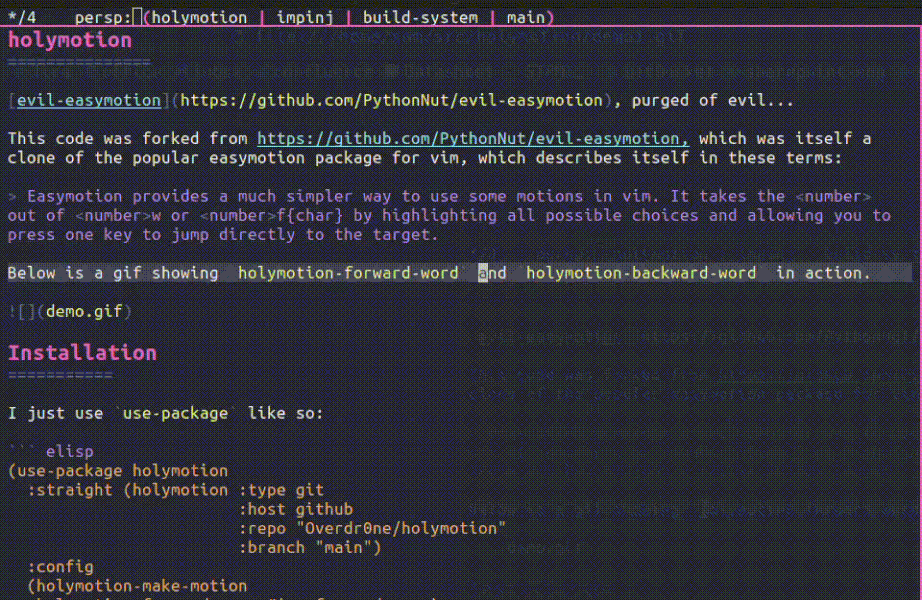 */4    persp: (holymotion | impinj | build-system | main)
holymotion
===============
[evil-easymotion](https://github.com/PythonNut/evil-easymotion), purged of evil...
This code was forked from https://github.com/PythonNut/evil-easymotion, which was itself a
clone of the popular easymotion package for vim, which describes itself in these terms:
> Easymotion provides a much simpler way to use some motions in vim. It takes the <number>
out of <number>w or <number>f{char} by highlighting all possible choices and allowing you to
press one key to jump directly to the target.
Below is a gif showing `holymotion-forward-word` and `holymotion-backward-word` in action.
![](demo.gif)
Installation
===========
I just use `use-package` like so:
``` elisp
(use-package holymotion
  :straight (holymotion :type git
                        :host github
                        :repo "Overdr0ne/holymotion"
                        :branch "main")
  :config
  (holymotion-make-motion